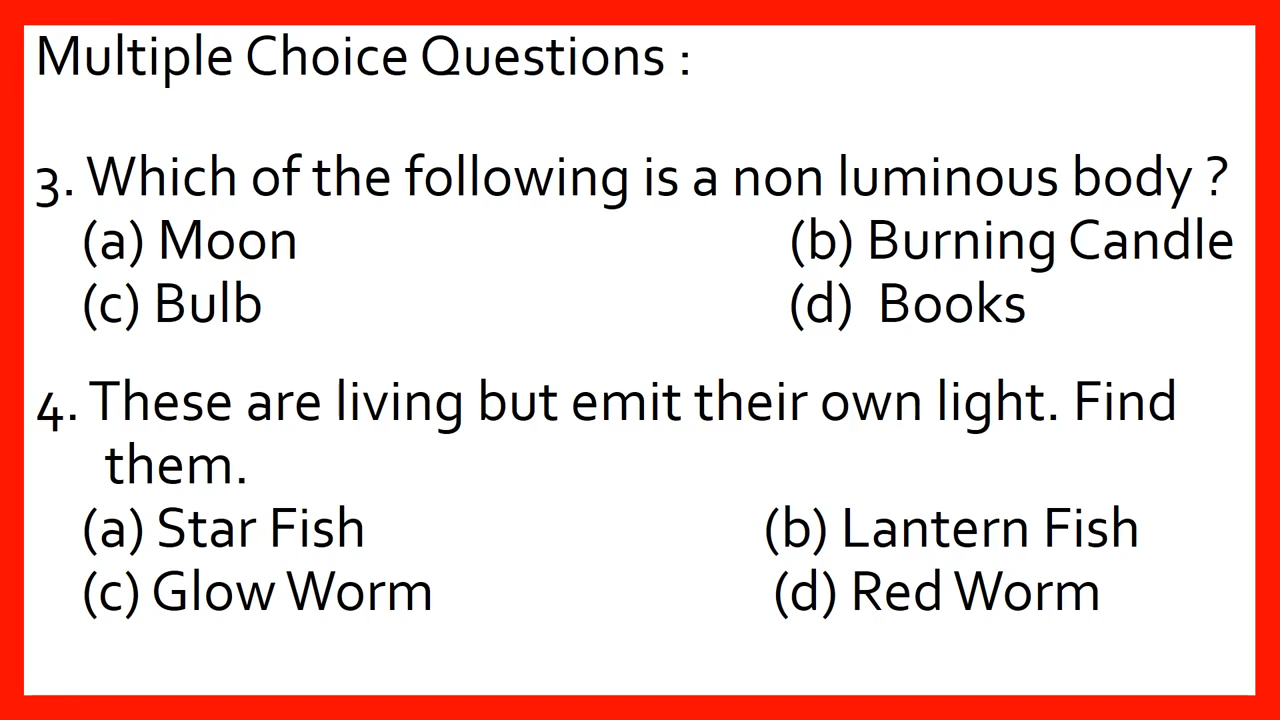 Multiple Choice Questions :
3. Which of the following is a non luminous body ?
(a) Moon (b) Burning Candle
(c) Bulb (d) Books
4. These are living but emit their own light. Find
them.
(a) Star Fish (b) Lantern Fish
(c) Glow Worm (d) Red Worm